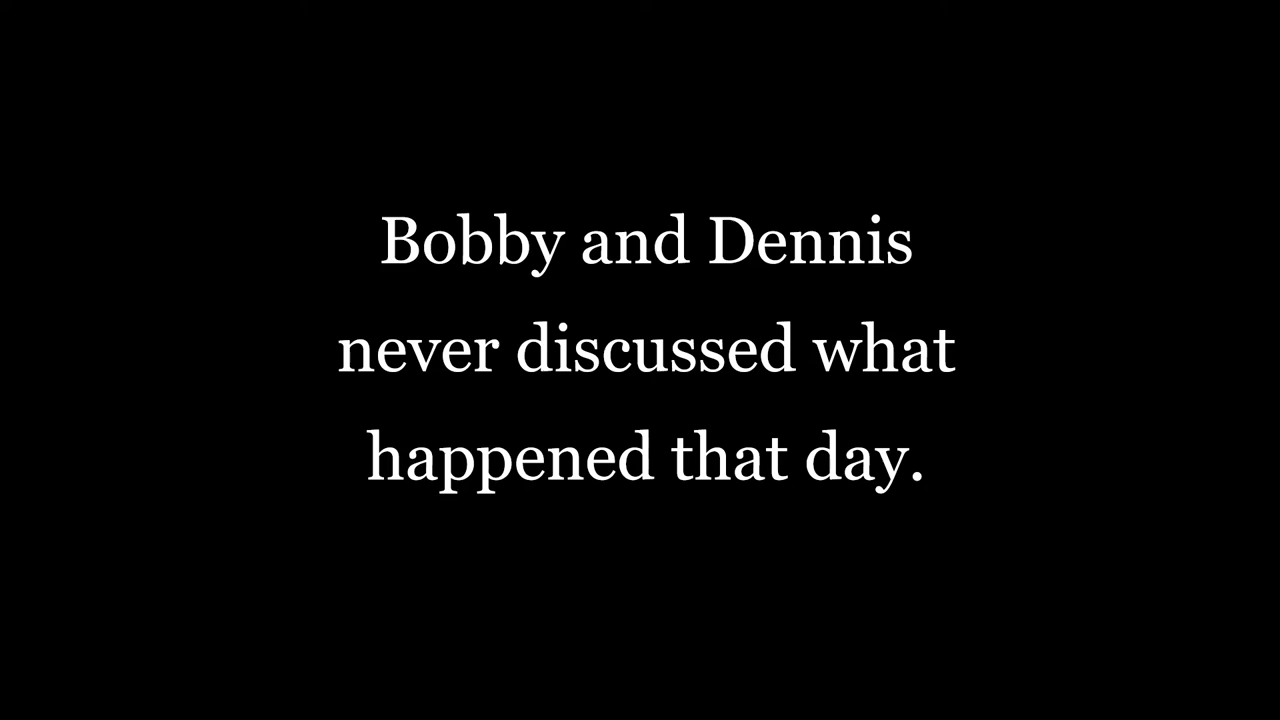 Bobby and Dennis
never discussed what
happened that day.